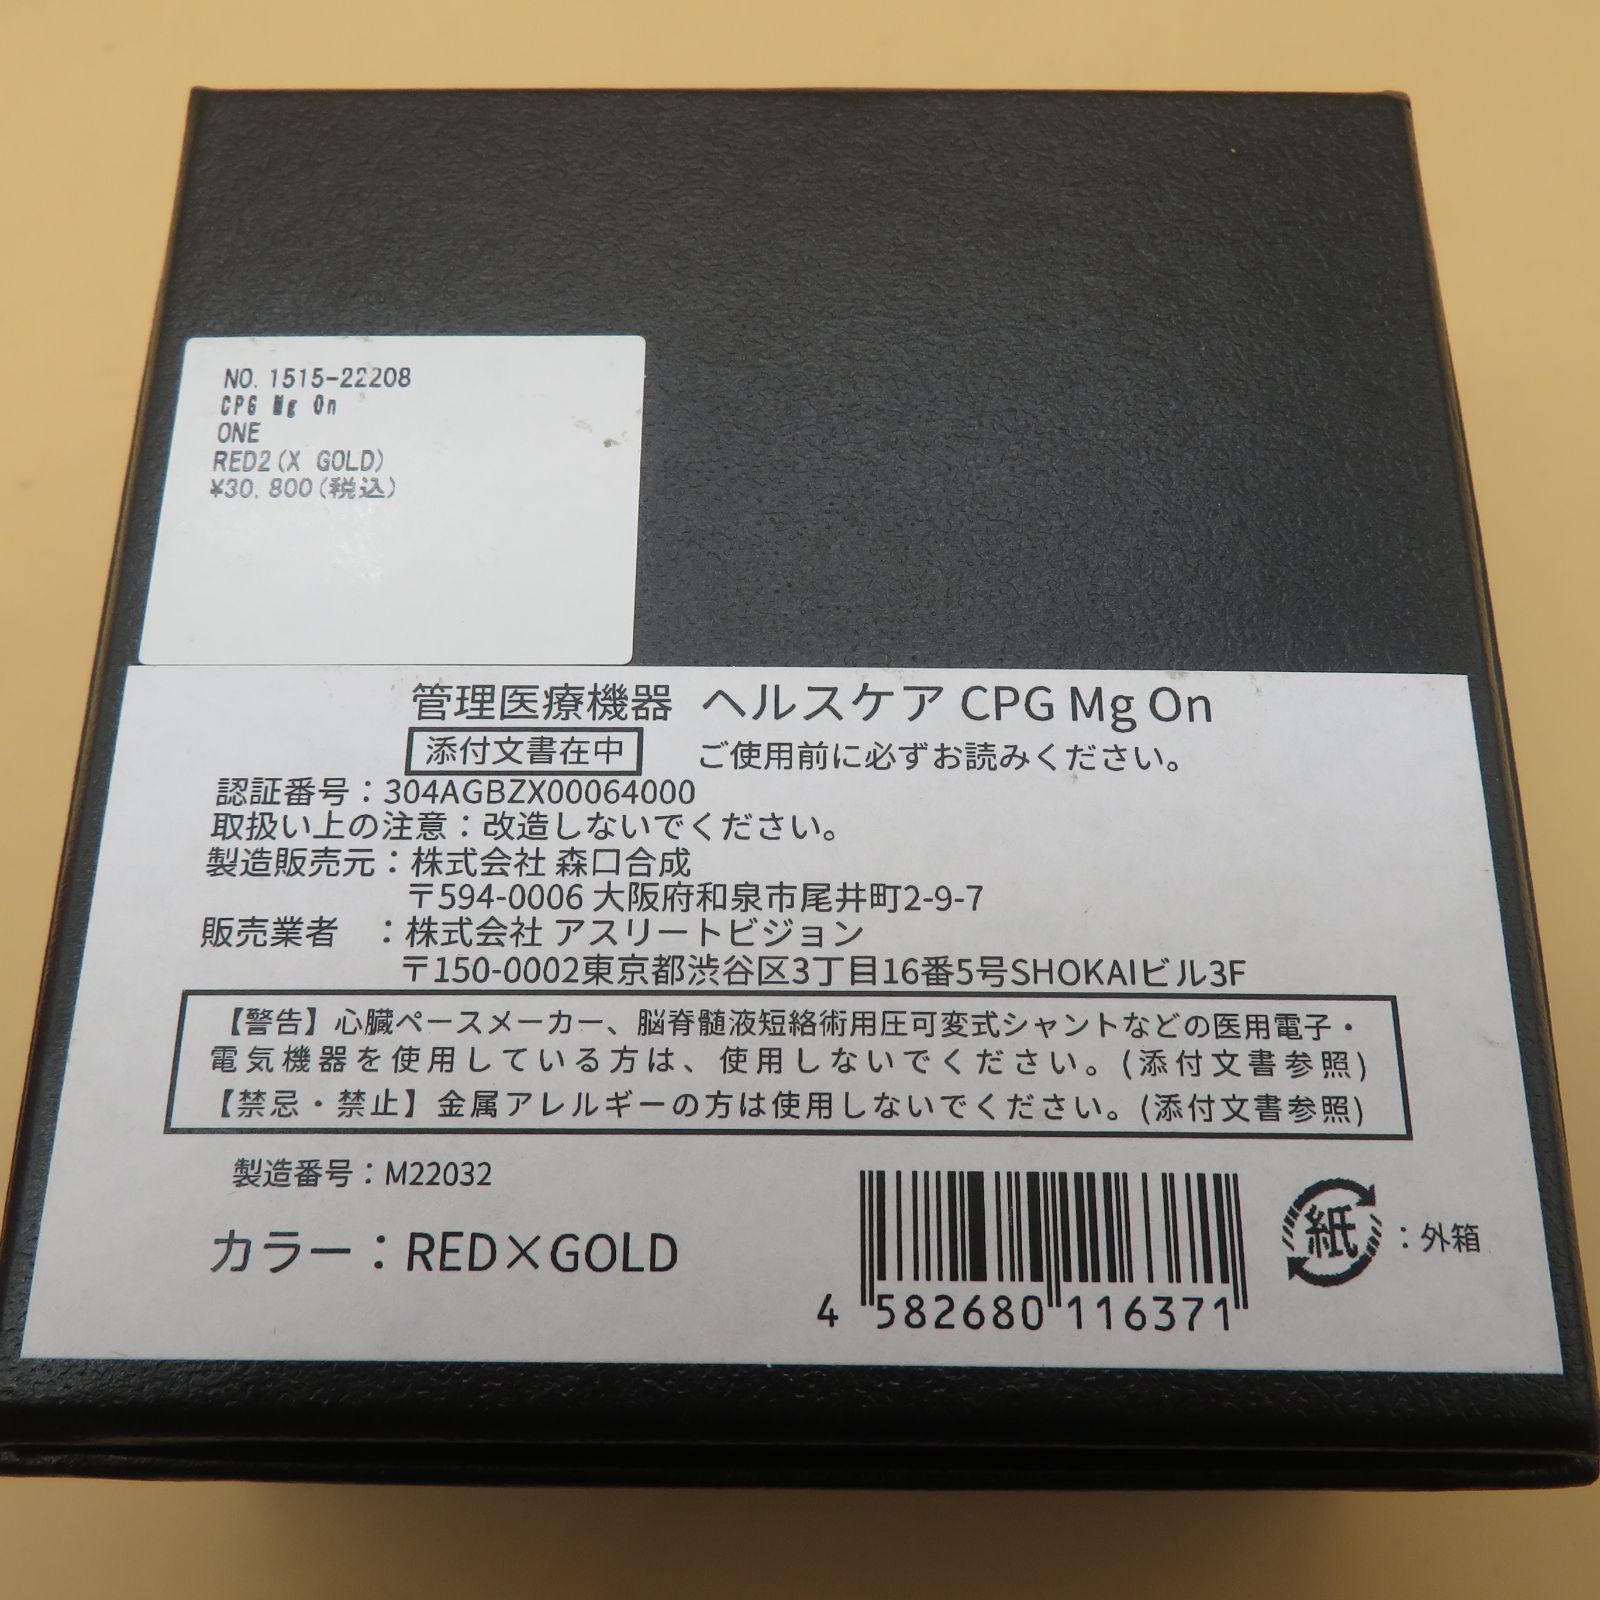 NO. 1515-22208
CPG Mg On
ONE
RED2(X GOLD)
¥30,800(税込)
管理医療機器 ヘルスケア CPG Mg On
添付文書在中 ご使用前に必ずお読みください。
認証番号：304AGBZX00064000
取扱い上の注意：改造しないでください。
製造販売元：株式会社 森口合成
〒594-0006 大阪府和泉市尾井町2-9-7
販売業者 ：株式会社 アスリートビジョン
〒150-0002東京都渋谷区3丁目16番5号SHOKAIビル3F
【警告】心臓ペースメーカー、脳脊髄液短絡術用圧可変式シャントなどの医用電子・
電気機器を使用している方は、使用しないでください。(添付文書参照)
【禁忌・禁止】金属アレルギーの方は使用しないでください。(添付文書参照)
製造番号：M22032
カラー：RED×GOLD
4 582680 116371
紙：外箱